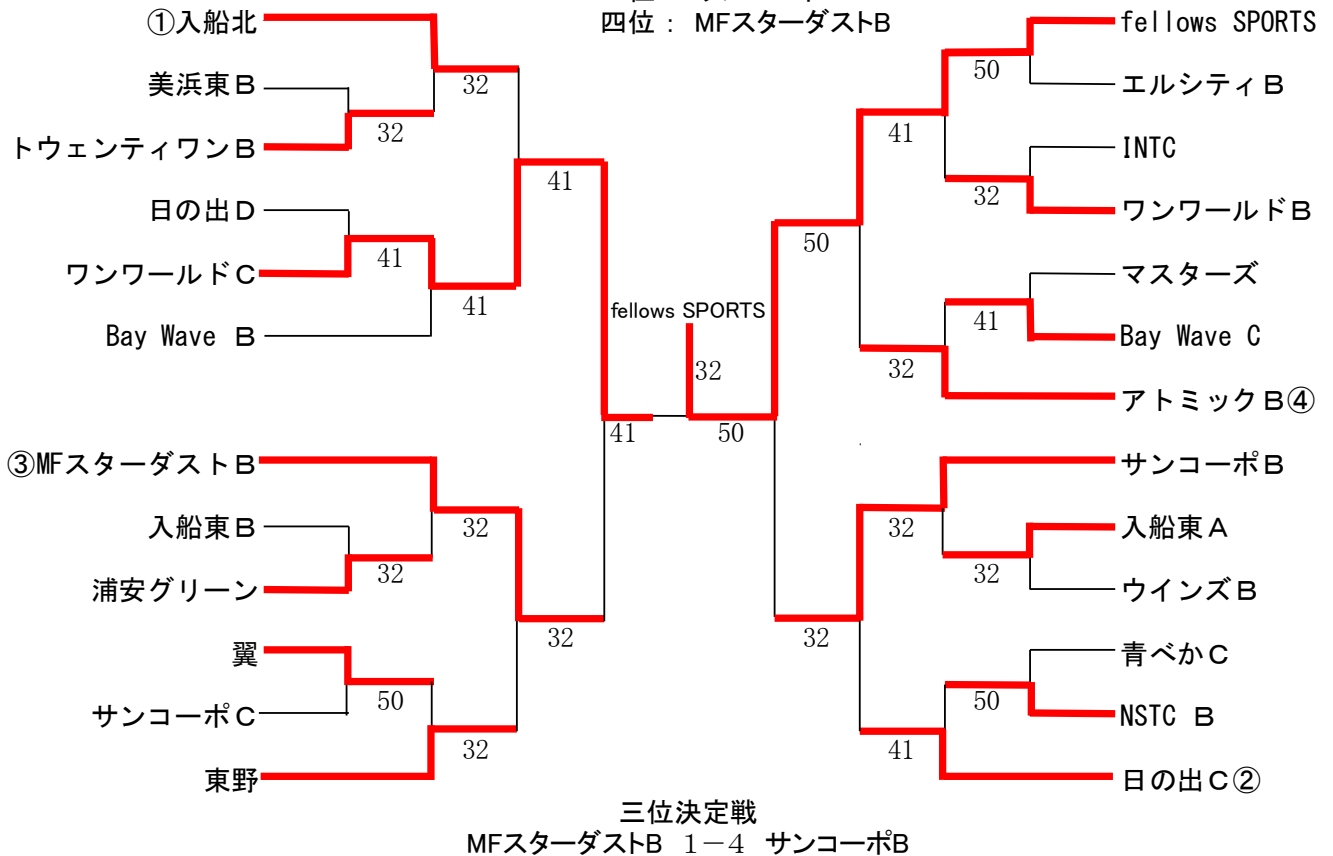 四位： MFスターダストB
①入船北
美浜東B
トウェンティワンB
日の出D
ワンワールドC
Bay Wave B
③MFスターダストB
入船東B
浦安グリーン
翼
サンコーポC
東野
32
32
41
41
41
32
32
50
32
32
41
fellows SPORTS
32
50
fellows SPORTS
エルシティB
INTC
ワンワールドB
マスターズ
Bay Wave C
アトミックB④
サンコーポB
入船東A
ウインズB
青べかC
NSTC B
日の出C②
50
41
32
50
41
32
32
32
32
50
41
三位決定戦
MFスターダストB 1－4 サンコーポB